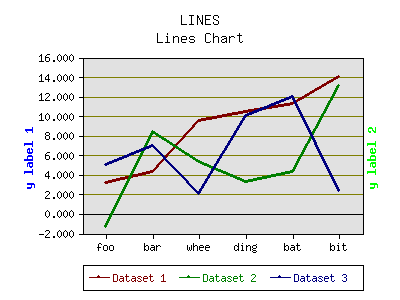 LINES
Lines Chart
16.000
14.000
12.000
10.000
8.000
6.000
4.000
2.000
0.000
-2.000
y label 1
y label 2
foo bar whee ding bat bit
Dataset 1 Dataset 2 Dataset 3